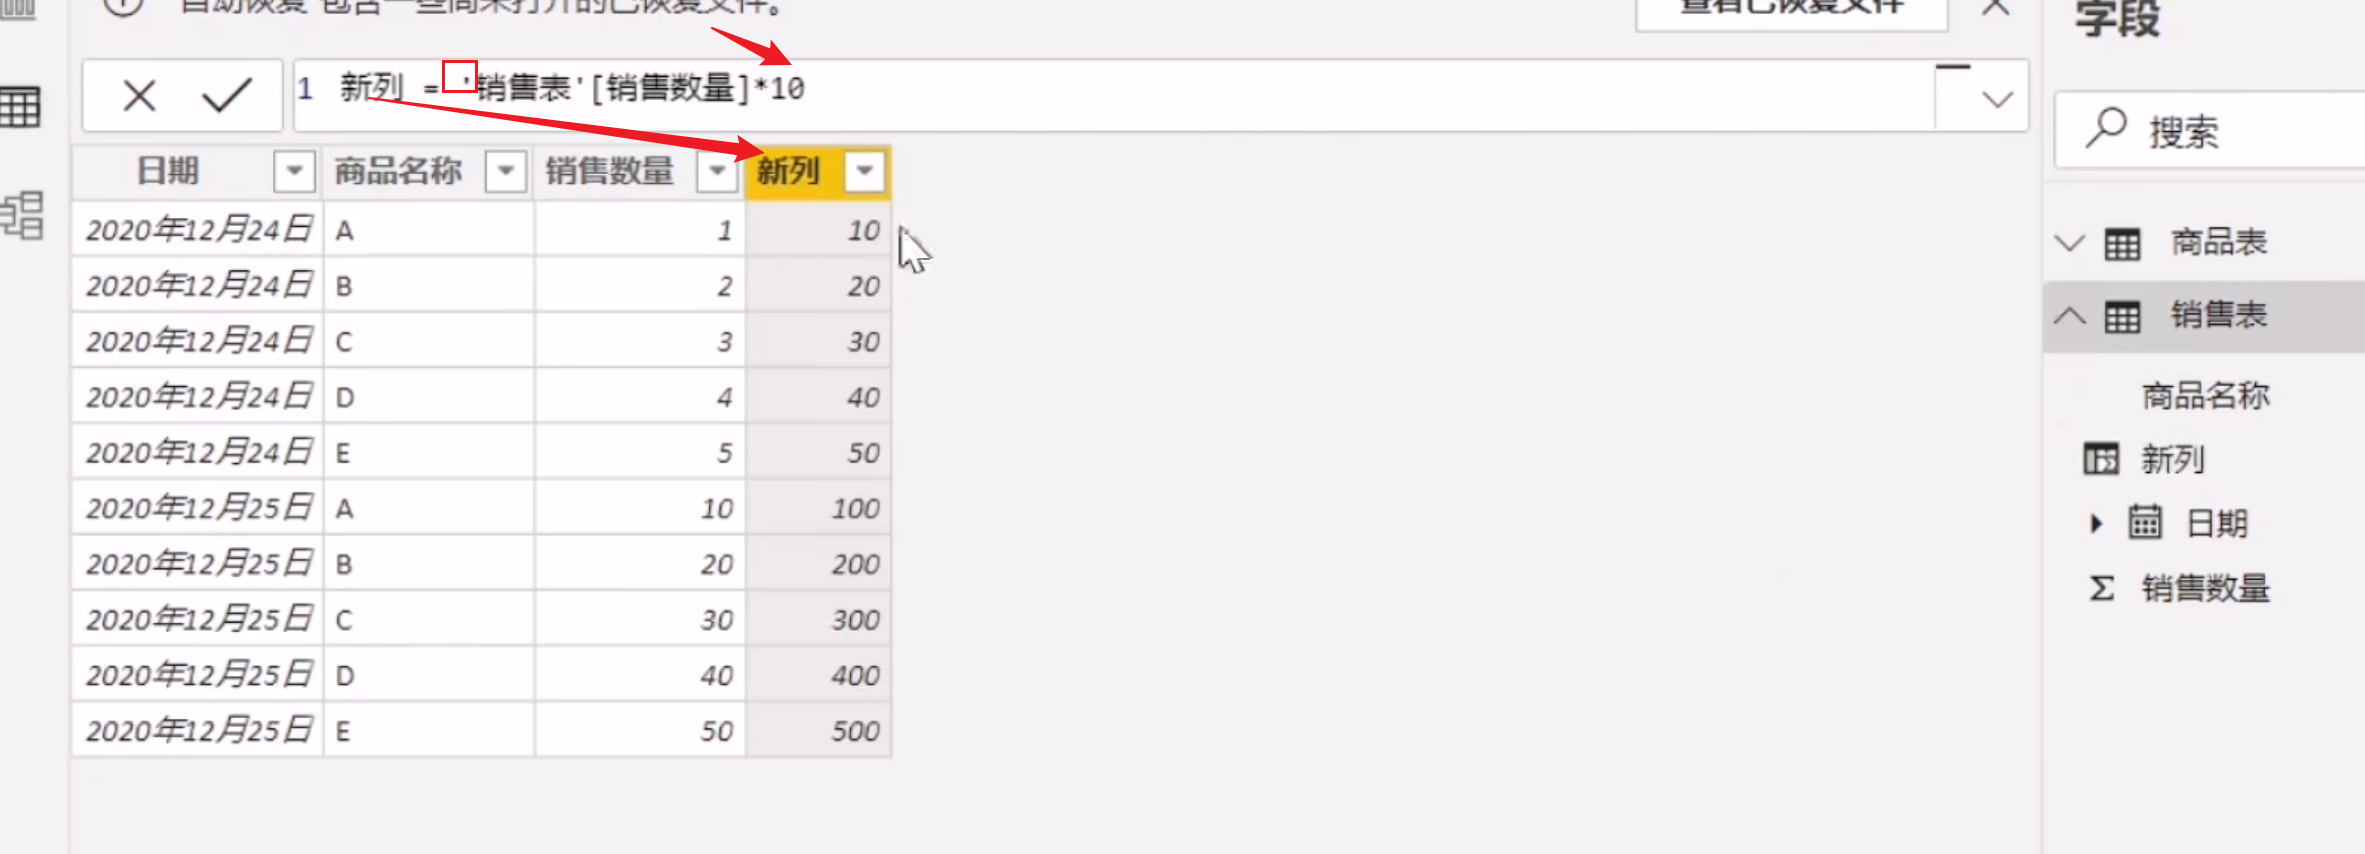 自动恢复 包含一些尚未打开的已恢复文件。
查看已恢复文件
字段
1 新列 = '销售表'[销售数量]*10
搜索
日期 商品名称 销售数量 新列
2020年12月24日 A 1 10
2020年12月24日 B 2 20
2020年12月24日 C 3 30
2020年12月24日 D 4 40
2020年12月24日 E 5 50
2020年12月25日 A 10 100
2020年12月25日 B 20 200
2020年12月25日 C 30 300
2020年12月25日 D 40 400
2020年12月25日 E 50 500
商品表
销售表
商品名称
新列
日期
Σ 销售数量